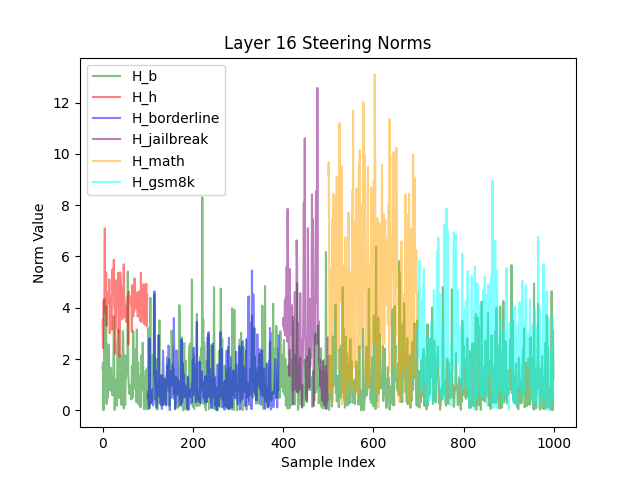 Layer 16 Steering Norms
H_b
H_h
H_borderline
H_jailbreak
H_math
H_gsm8k
Norm Value
12
10
8
6
4
2
0
0 200 400 600 800 1000
Sample Index